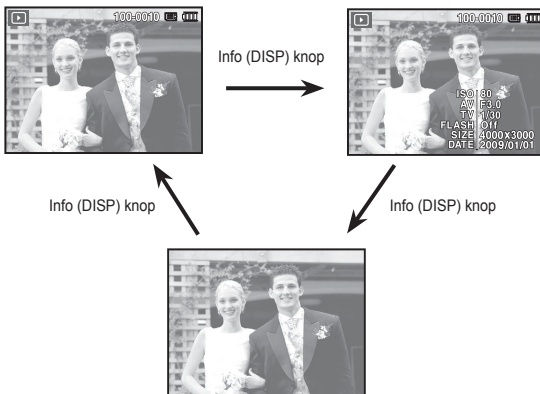 100-0010
Info (DISP) knop
100-0010
ISO 80
AV F3.0
TV 1/30
FLASH Off
SIZE 4000x3000
DATE 2009/01/01
Info (DISP) knop
Info (DISP) knop